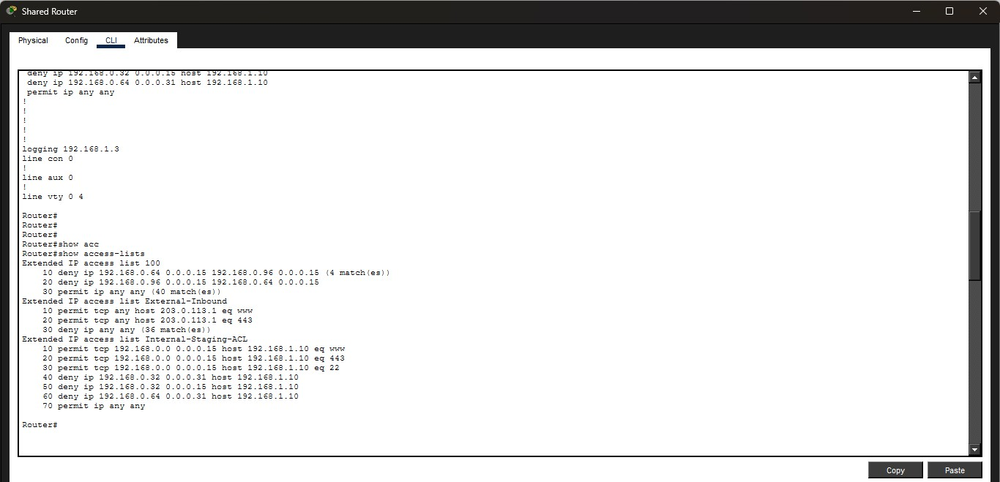 Shared Router
Physical Config CLI Attributes
deny ip 192.168.0.32 0.0.0.15 host 192.168.1.10
deny ip 192.168.0.64 0.0.0.31 host 192.168.1.10
permit ip any any
!
!
!
!
!
logging 192.168.1.3
line con 0
!
line aux 0
!
line vty 0 4
Router#
Router#
Router#
Router#show acc
Router#show access-lists
Extended IP access list 100
10 deny ip 192.168.0.64 0.0.0.15 192.168.0.96 0.0.0.15 (4 match(es))
20 deny ip 192.168.0.96 0.0.0.15 192.168.0.64 0.0.0.15
30 permit ip any any (40 match(es))
Extended IP access list External-Inbound
10 permit tcp any host 203.0.113.1 eq www
20 permit tcp any host 203.0.113.1 eq 443
30 deny ip any any (36 match(es))
Extended IP access list Internal-Staging-ACL
10 permit tcp 192.168.0.0 0.0.0.15 host 192.168.1.10 eq www
20 permit tcp 192.168.0.0 0.0.0.15 host 192.168.1.10 eq 443
30 permit tcp 192.168.0.0 0.0.0.15 host 192.168.1.10 eq 22
40 deny ip 192.168.0.32 0.0.0.31 host 192.168.1.10
50 deny ip 192.168.0.32 0.0.0.15 host 192.168.1.10
60 deny ip 192.168.0.64 0.0.0.31 host 192.168.1.10
70 permit ip any any
Router#
Copy Paste